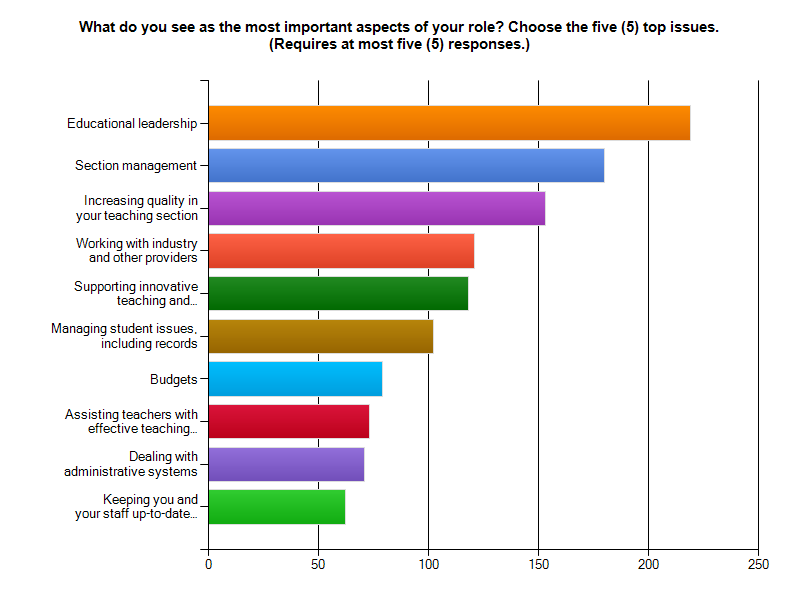 What do you see as the most important aspects of your role? Choose the five (5) top issues.
(Requires at most five (5) responses.)
Educational leadership
Section management
Increasing quality in
your teaching section
Working with industry
and other providers
Supporting innovative
teaching and...
Managing student issues,
including records
Budgets
Assisting teachers with
effective teaching...
Dealing with
administrative systems
Keeping you and
your staff up-to-date...
0 50 100 150 200 250